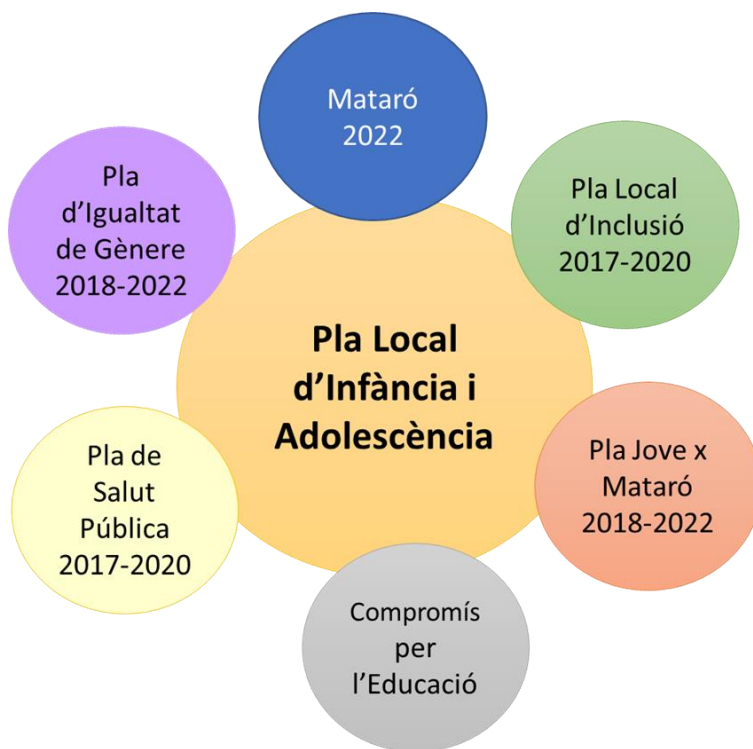 Mataró
2022
Pla
d’Igualtat
de Gènere
2018-2022
Pla Local
d’Inclusió
2017-2020
Pla Local
d’Infància i
Adolescència
Pla de
Salut
Pública
2017-2020
Pla Jove x
Mataró
2018-2022
Compromís
per
l’Educació